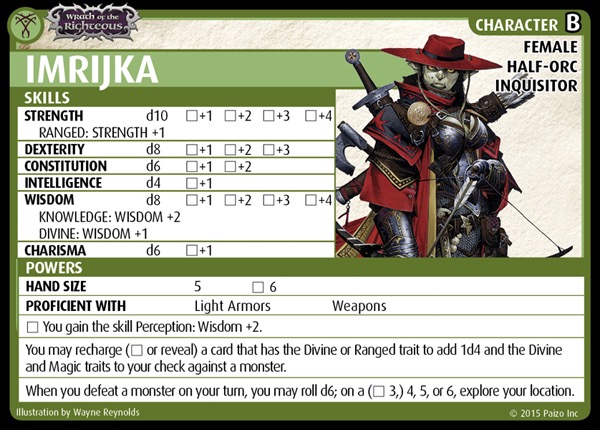 WRATH OF THE
RIGHTEOUS
CHARACTER B
IMRIJKA
FEMALE
HALF-ORC
INQUISITOR
SKILLS
STRENGTH d10 □+1 □+2 □+3 □+4
RANGED: STRENGTH +1
DEXTERITY d8 □+1 □+2 □+3
CONSTITUTION d6 □+1 □+2
INTELLIGENCE d4 □+1
WISDOM d8 □+1 □+2 □+3 □+4
KNOWLEDGE: WISDOM +2
DIVINE: WISDOM +1
CHARISMA d6 □+1
POWERS
HAND SIZE 5 □ 6
PROFICIENT WITH Light Armors Weapons
□ You gain the skill Perception: Wisdom +2.
You may recharge (□ or reveal) a card that has the Divine or Ranged trait to add 1d4 and the Divine
and Magic traits to your check against a monster.
When you defeat a monster on your turn, you may roll d6; on a (□ 3,) 4, 5, or 6, explore your location.
Illustration by Wayne Reynolds © 2015 Paizo Inc